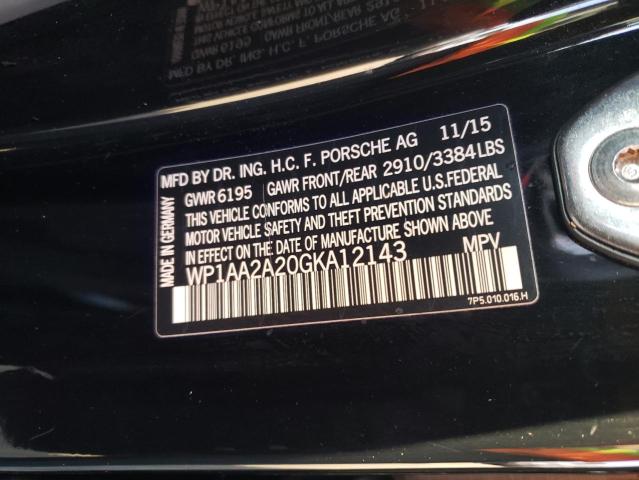 MFD BY DR. ING. H.C. F. PORSCHE AG 11/15
GVWR 6195 GAWR FRONT/REAR 2910/3384LBS
THIS VEHICLE CONFORMS TO ALL APPLICABLE U.S.FEDERAL
MOTOR VEHICLE SAFETY AND THEFT PREVENTION STANDARDS
IN EFFECT ON THE DATE OF MANUFACTURE SHOWN ABOVE
WP1AA2A20GKA12143 MPV
7P5.010.016.H
MADE IN GERMANY